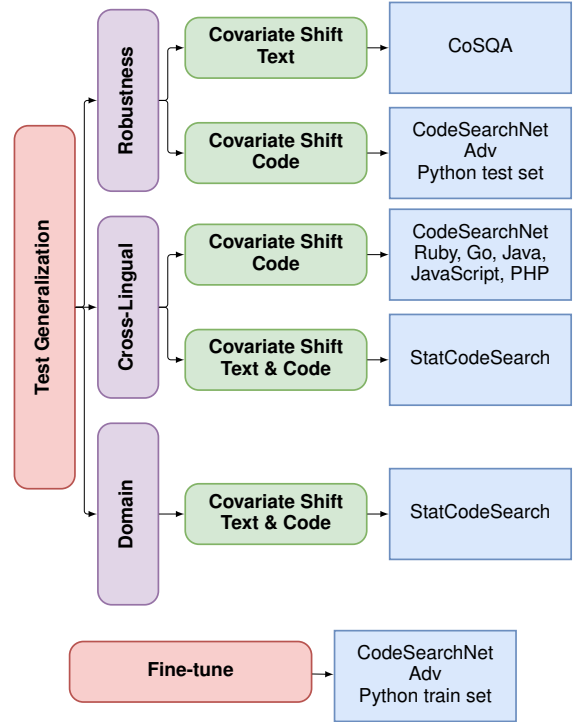 Test Generalization
Robustness
Covariate Shift
Text
CoSQA
Covariate Shift
Code
CodeSearchNet
Adv
Python test set
Cross-Lingual
Covariate Shift
Code
CodeSearchNet
Ruby, Go, Java,
JavaScript, PHP
Covariate Shift
Text & Code
StatCodeSearch
Domain
Covariate Shift
Text & Code
StatCodeSearch
Fine-tune
CodeSearchNet
Adv
Python train set